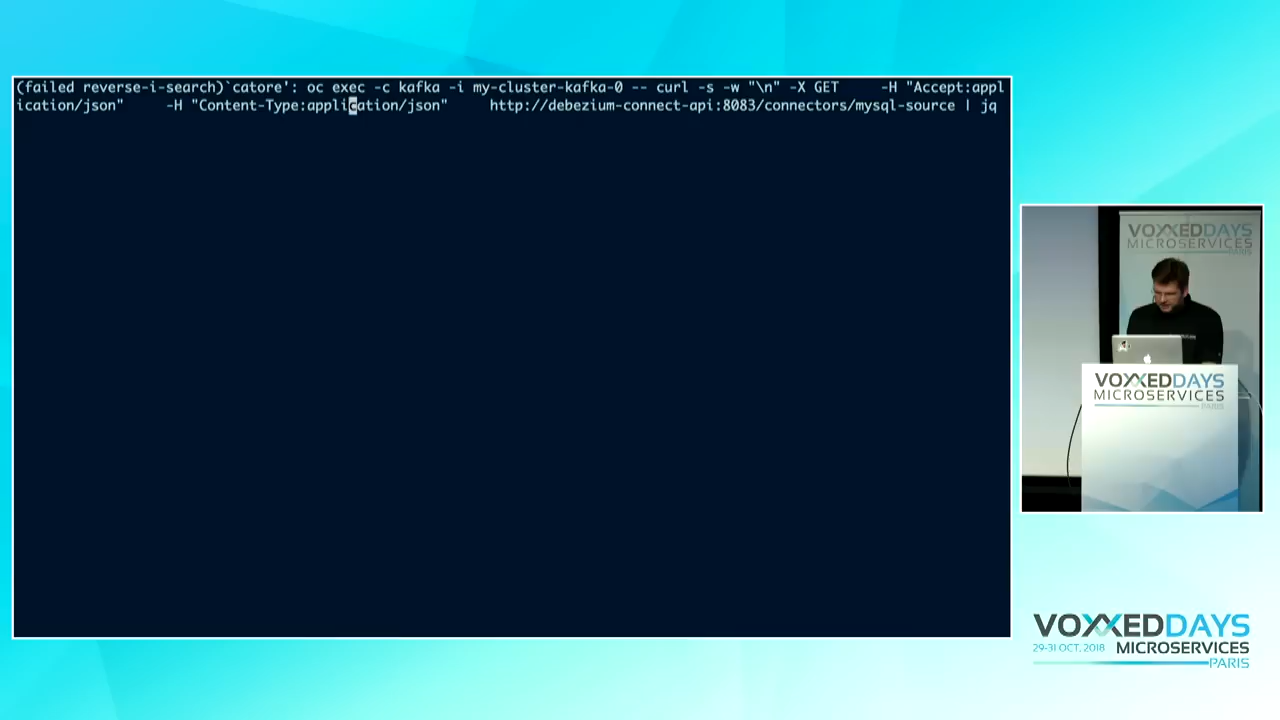 (failed reverse-i-search)`catore': oc exec -c kafka -i my-cluster-kafka-0 -- curl -s -w "\n" -X GET     -H "Accept:appl
ication/json"     -H "Content-Type:application/json"     http://debezium-connect-api:8083/connectors/mysql-source | jq
VOXXEDDAYS
MICROSERVICES
PARIS
VOXXEDDAYS
MICROSERVICES
PARIS
VOXXEDDAYS
29-31 OCT, 2018 MICROSERVICES
PARIS